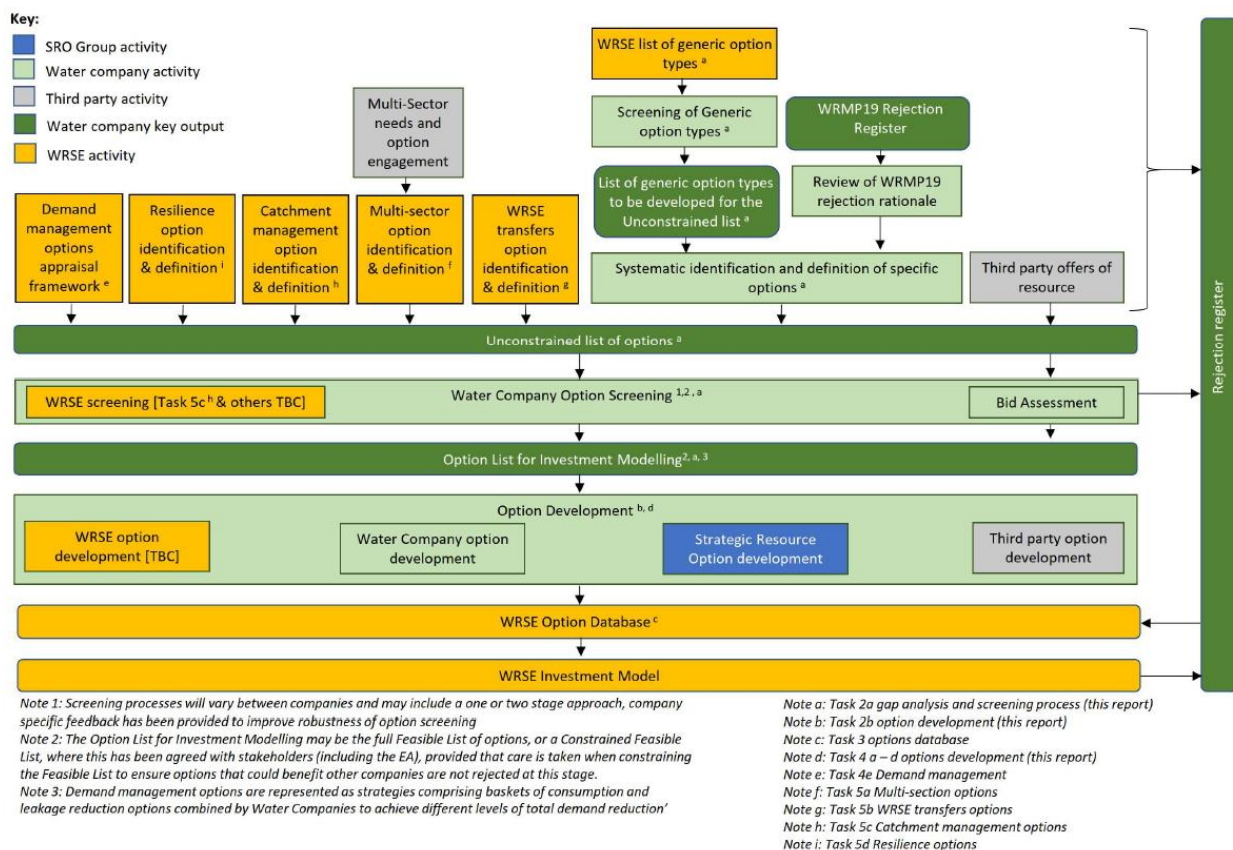 Key:
SRO Group activity
Water company activity
Third party activity
Water company key output
WRSE activity
WRSE list of generic option
types a
Screening of Generic
option types a
List of generic option types
to be developed for the
Unconstrained list a
WRMP19 Rejection
Register
Review of WRMP19
rejection rationale
Multi-Sector
needs and
option
engagement
Demand
management
options
appraisal
framework e
Resilience
option
identification
& definition i
Catchment
management
option
identification
& definition h
Multi-sector
option
identification
& definition f
WRSE
transfers
option
identification
& definition g
Systematic identification and definition of specific
options a
Third party offers of
resource
Rejection register
Unconstrained list of options a
WRSE screening [Task 5c h & others TBC]
Water Company Option Screening 1,2 , a
Bid Assessment
Option List for Investment Modelling2, a, 3
Option Development b, d
WRSE option
development [TBC]
Water Company option
development
Strategic Resource
Option development
Third party option
development
WRSE Option Database c
WRSE Investment Model
Note 1: Screening processes will vary between companies and may include a one or two stage approach, company
specific feedback has been provided to improve robustness of option screening
Note 2: The Option List for Investment Modelling may be the full Feasible List of options, or a Constrained Feasible
List, where this has been agreed with stakeholders (including the EA), provided that care is taken when constraining
the Feasible List to ensure options that could benefit other companies are not rejected at this stage.
Note 3: Demand management options are represented as strategies comprising baskets of consumption and
leakage reduction options combined by Water Companies to achieve different levels of total demand reduction'
Note a: Task 2a gap analysis and screening process (this report)
Note b: Task 2b option development (this report)
Note c: Task 3 options database
Note d: Task 4 a – d options development (this report)
Note e: Task 4e Demand management
Note f: Task 5a Multi-section options
Note g: Task 5b WRSE transfers options
Note h: Task 5c Catchment management options
Note i: Task 5d Resilience options